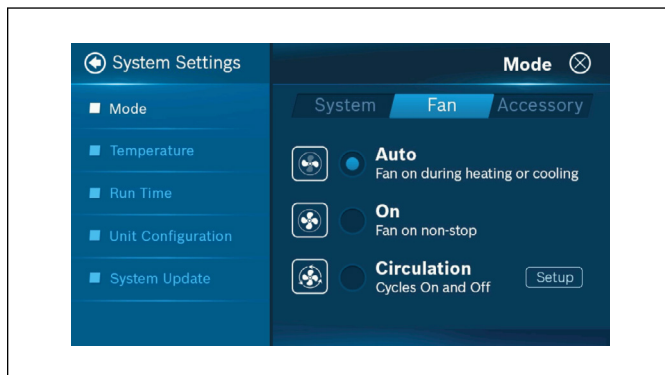 System Settings
Mode
Mode
Temperature
Run Time
Unit Configuration
System Update
System Fan Accessory
Auto
Fan on during heating or cooling
On
Fan on non-stop
Circulation
Cycles On and Off
Setup